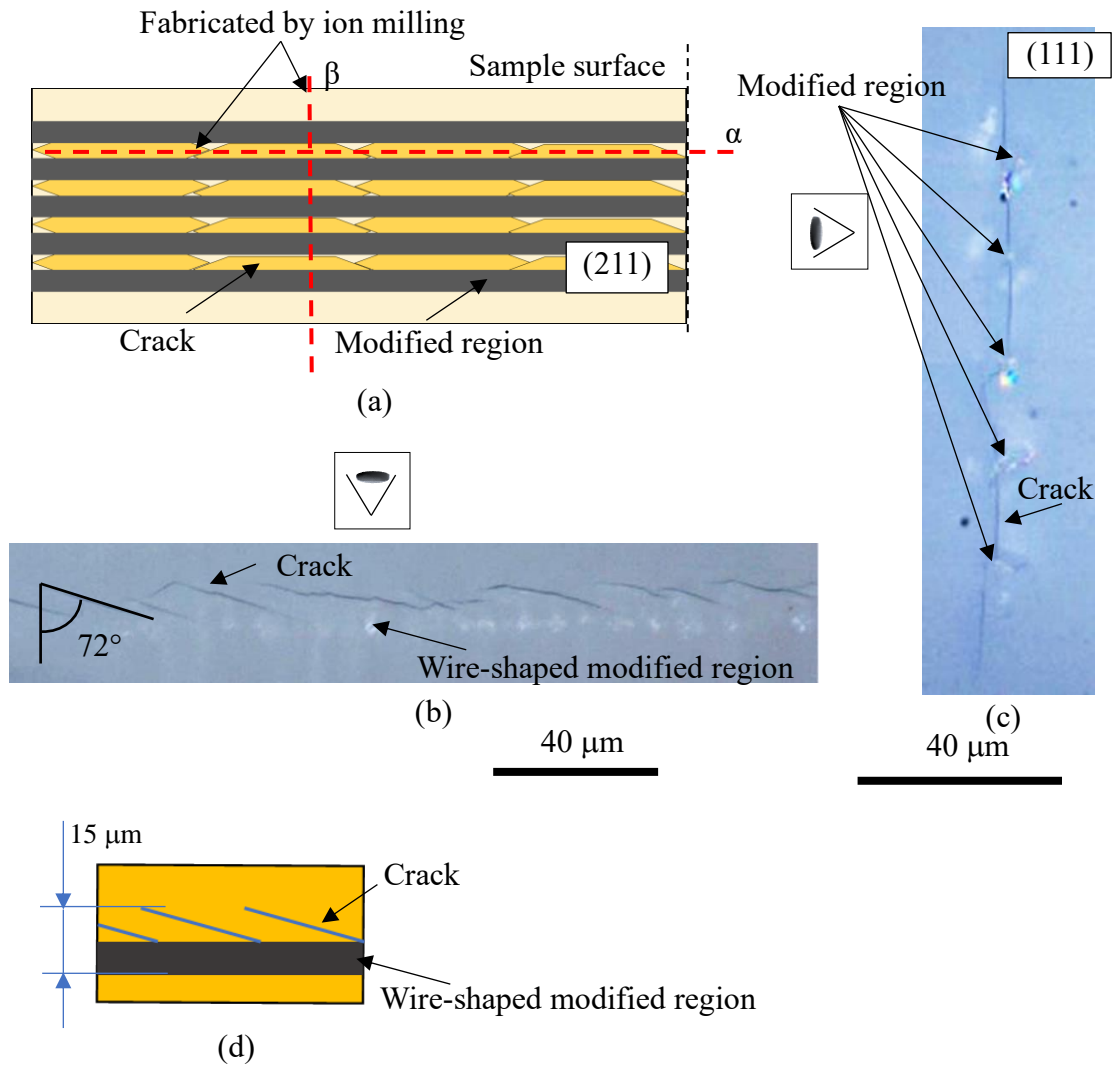 (a)
Fabricated by ion milling
β
Sample surface
α
(211)
Crack
Modified region
(a)
(111)
Modified region
Crack
(c)
40 μm
Crack
72°
Wire-shaped modified region
(b)
40 μm
15 μm
Crack
Wire-shaped modified region
(d)